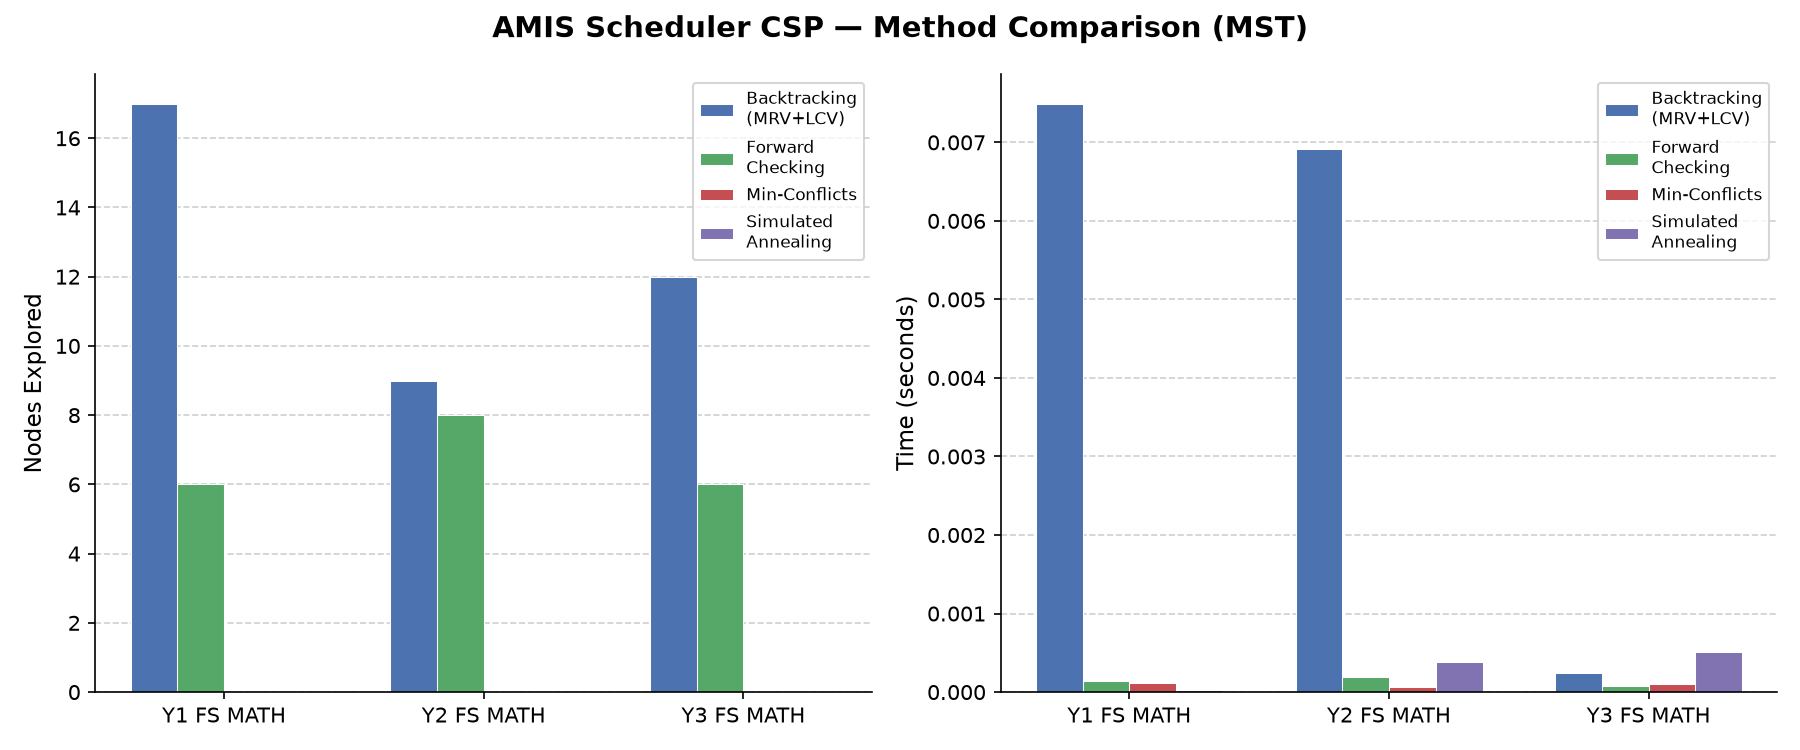 AMIS Scheduler CSP — Method Comparison (MST)
Nodes Explored
16
14
12
10
8
6
4
2
0
Backtracking
(MRV+LCV)
Forward
Checking
Min-Conflicts
Simulated
Annealing
Y1 FS MATH
Y2 FS MATH
Y3 FS MATH
Time (seconds)
0.007
0.006
0.005
0.004
0.003
0.002
0.001
0.000
Backtracking
(MRV+LCV)
Forward
Checking
Min-Conflicts
Simulated
Annealing
Y1 FS MATH
Y2 FS MATH
Y3 FS MATH